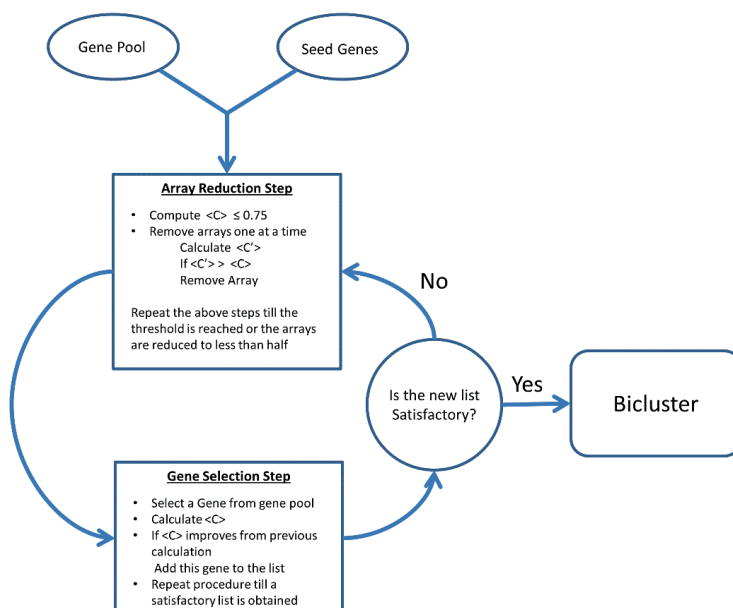 Gene Pool
Seed Genes
Array Reduction Step
• Compute <C> ≤ 0.75
• Remove arrays one at a time
Calculate <C’>
If <C’> > <C>
Remove Array
Repeat the above steps till the
threshold is reached or the arrays
are reduced to less than half
No
Is the new list
Satisfactory?
Yes
Bicluster
Gene Selection Step
• Select a Gene from gene pool
• Calculate <C>
• If <C> improves from previous
calculation
Add this gene to the list
• Repeat procedure till a
satisfactory list is obtained